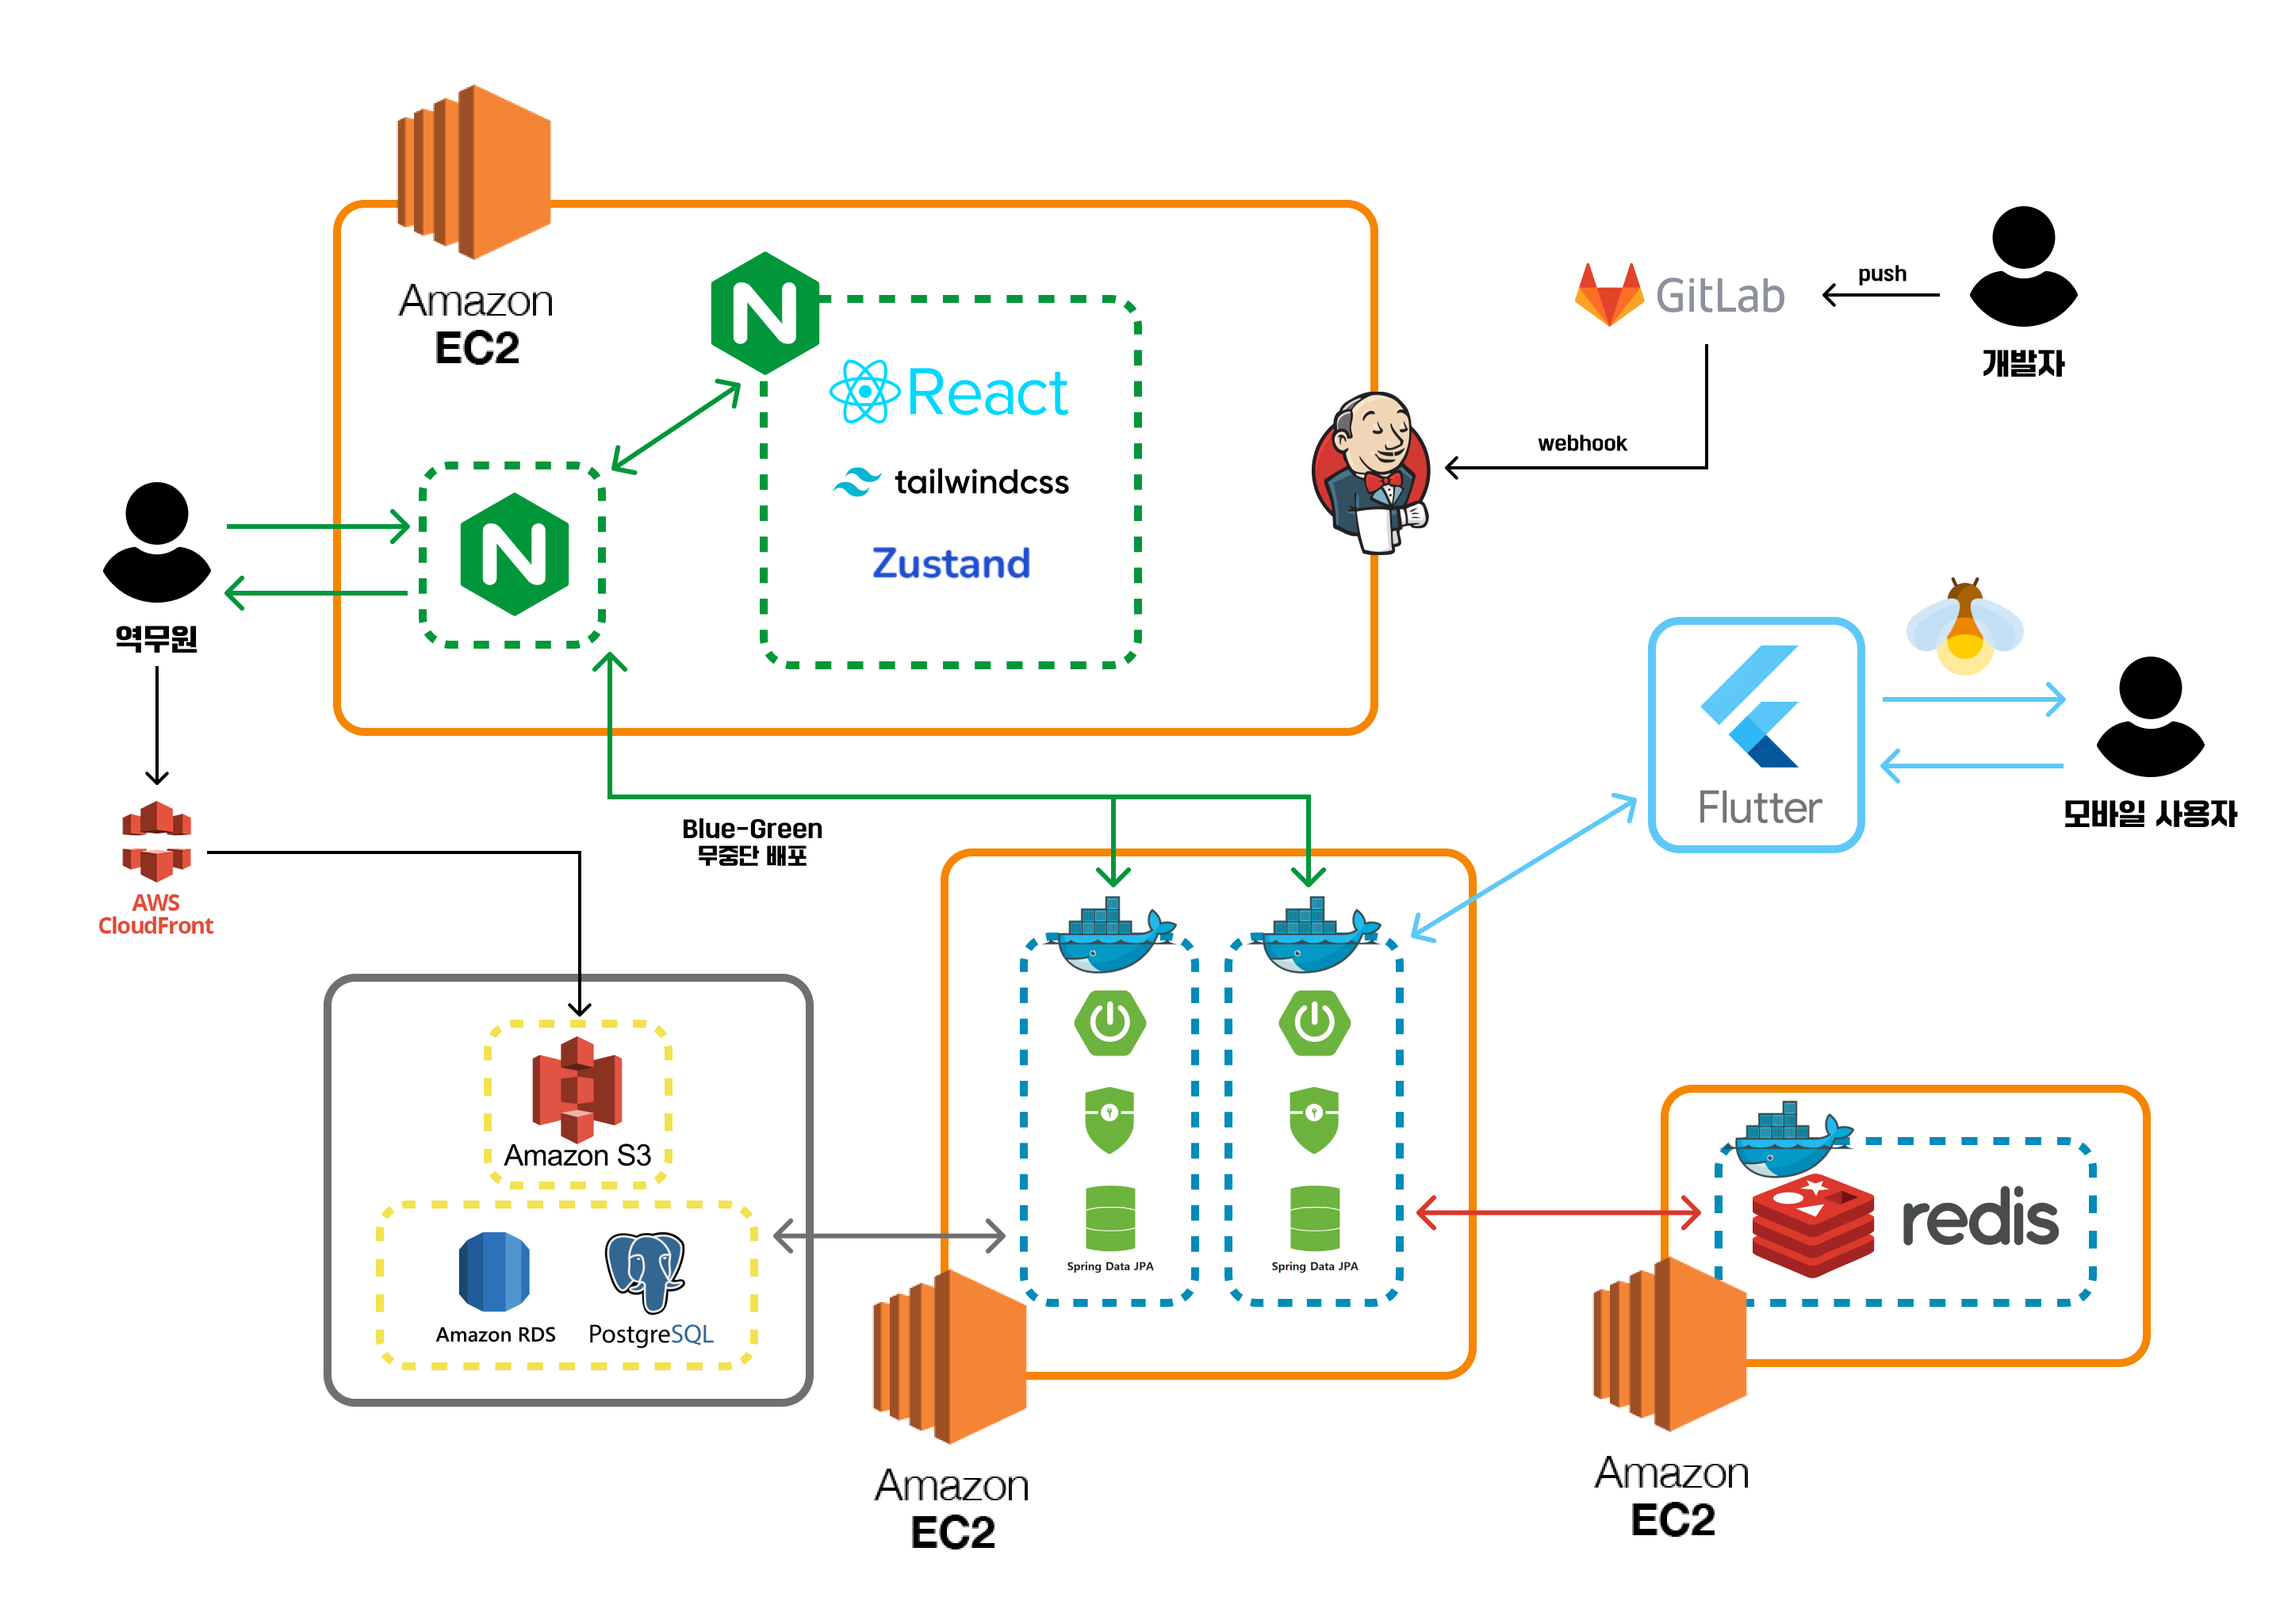 Amazon
EC2
React
tailwindcss
Zustand
GitLab
push
개발자
webhook
역무원
Flutter
모바일 사용자
Blue-Green
무중단 배포
AWS
CloudFront
Amazon S3
Amazon RDS
PostgreSQL
Spring Data JPA
Spring Data JPA
redis
Amazon
EC2
Amazon
EC2